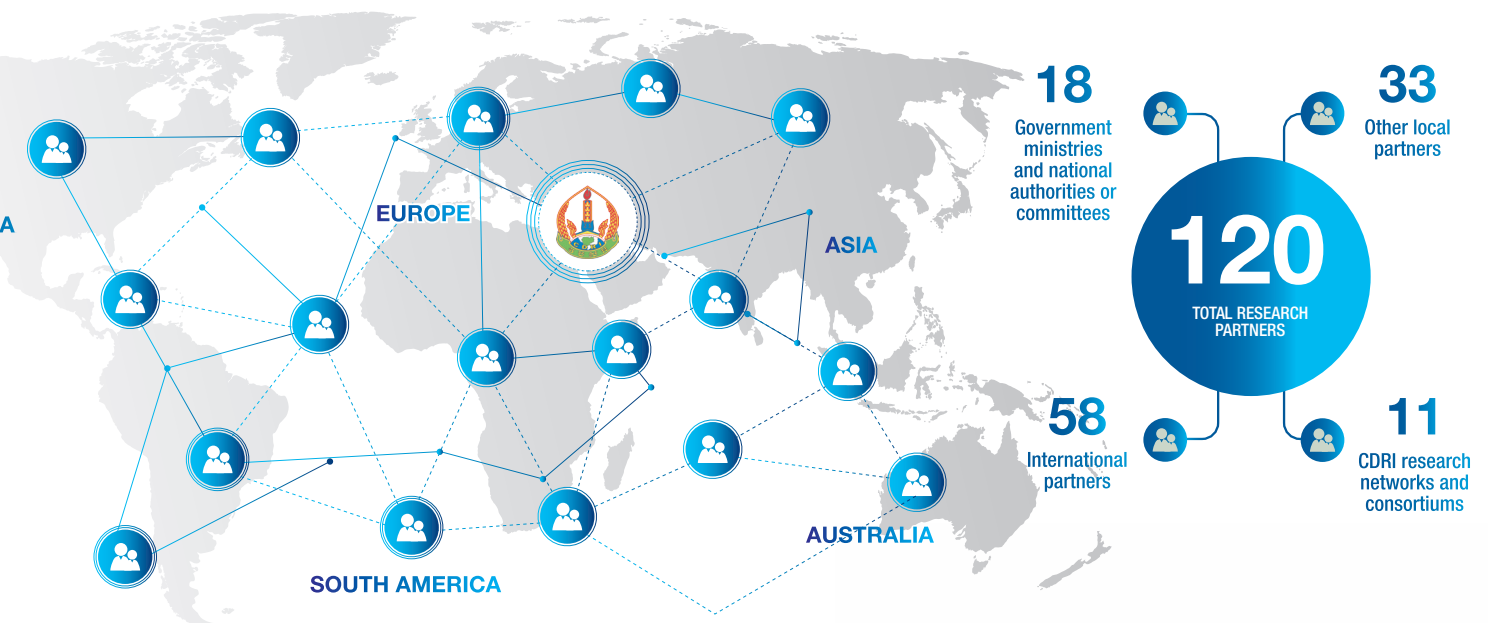 A
EUROPE
ASIA
SOUTH AMERICA
AUSTRALIA
18
Government
ministries
and national
authorities or
committees
33
Other local
partners
120
TOTAL RESEARCH
PARTNERS
58
International
partners
11
CDRI research
networks and
consortiums